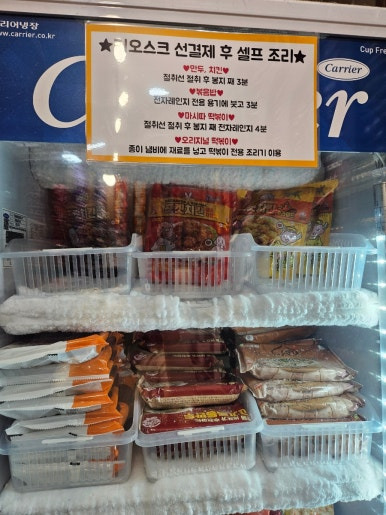 리어냉장
www.carrier.co.kr
Cup Free
Carrier
★키오스크 선결제 후 셀프 조리★
♥만두, 치킨♥
절취선 절취 후 봉지 째 3분
♥볶음밥♥
전자레인지 전용 용기에 붓고 3분
♥마시따 떡볶이♥
절취선 절취 후 봉지 째 전자레인지 4분
♥오리지널 떡볶이♥
종이 냄비에 재료를 넣고 떡볶이 전용 조리기 이용